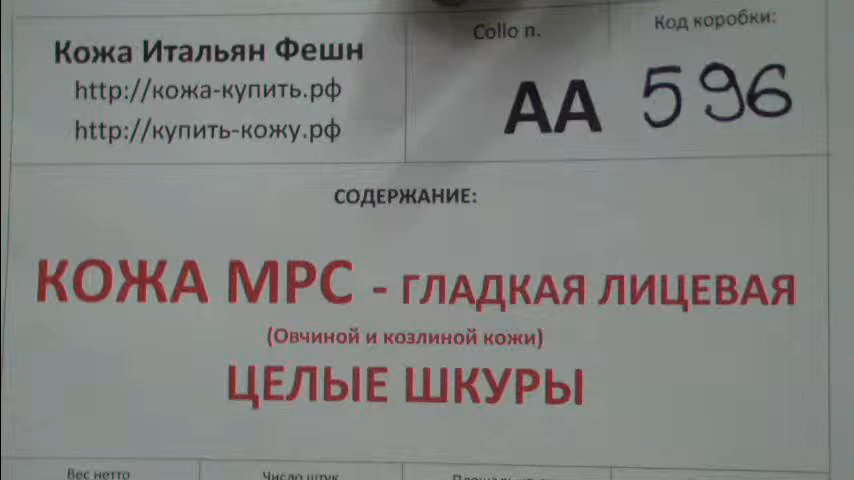 Кожа Итальян Фешн
http://кожа-купить.рф
http://купить-кожу.рф
Collo n.
Код коробки:
AA 596
СОДЕРЖАНИЕ:
КОЖА МРС - ГЛАДКАЯ ЛИЦЕВАЯ
(Овчиной и козлиной кожи)
ЦЕЛЫЕ ШКУРЫ
Вес нетто
Число штук